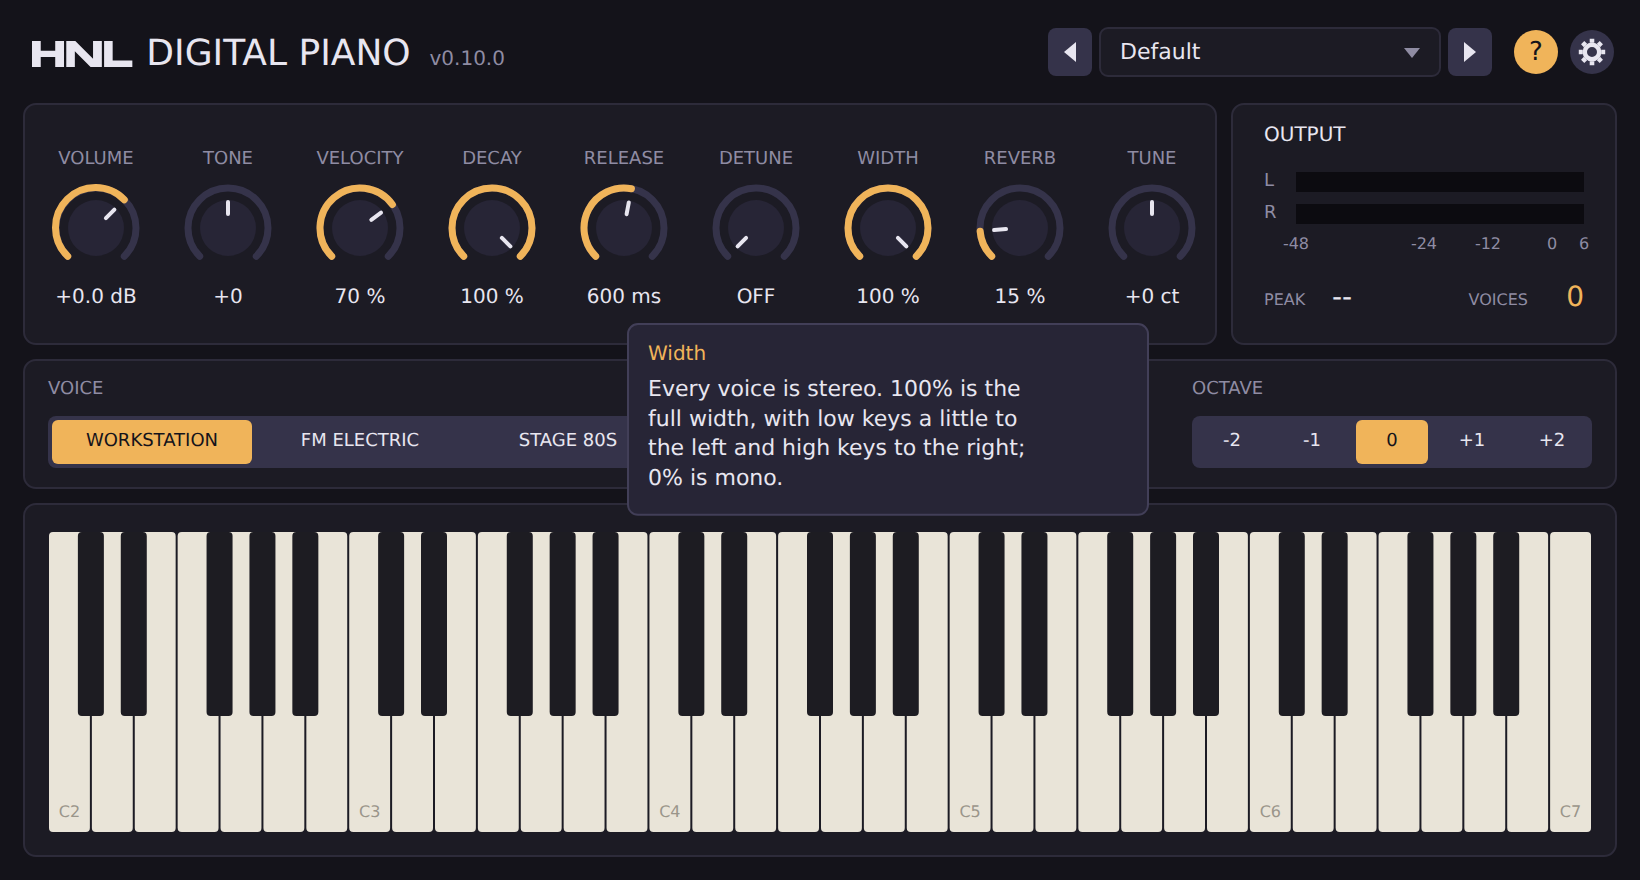 HNL DIGITAL PIANO v0.10.0
Default
?
VOLUME TONE VELOCITY DECAY RELEASE DETUNE WIDTH REVERB TUNE
+0.0 dB +0 70 % 100 % 600 ms OFF 100 % 15 % +0 ct
OUTPUT
L
R
-48 -24 -12 0 6
PEAK -- VOICES 0
VOICE
WORKSTATION FM ELECTRIC STAGE 80S
Width
Every voice is stereo. 100% is the
full width, with low keys a little to
the left and high keys to the right;
0% is mono.
OCTAVE
-2 -1 0 +1 +2
C2 C3 C4 C5 C6 C7